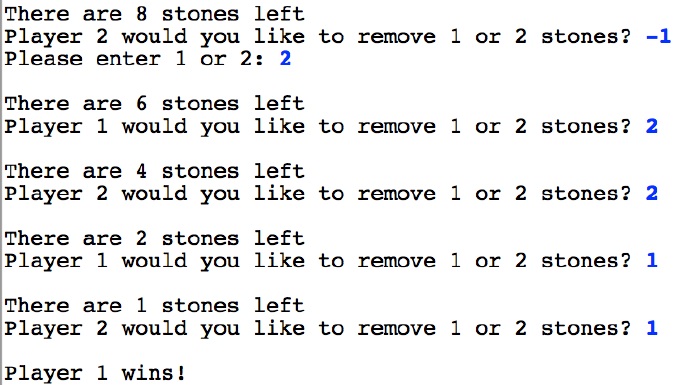 There are 8 stones left
Player 2 would you like to remove 1 or 2 stones? -1
Please enter 1 or 2: 2
There are 6 stones left
Player 1 would you like to remove 1 or 2 stones? 2
There are 4 stones left
Player 2 would you like to remove 1 or 2 stones? 2
There are 2 stones left
Player 1 would you like to remove 1 or 2 stones? 1
There are 1 stones left
Player 2 would you like to remove 1 or 2 stones? 1
Player 1 wins!